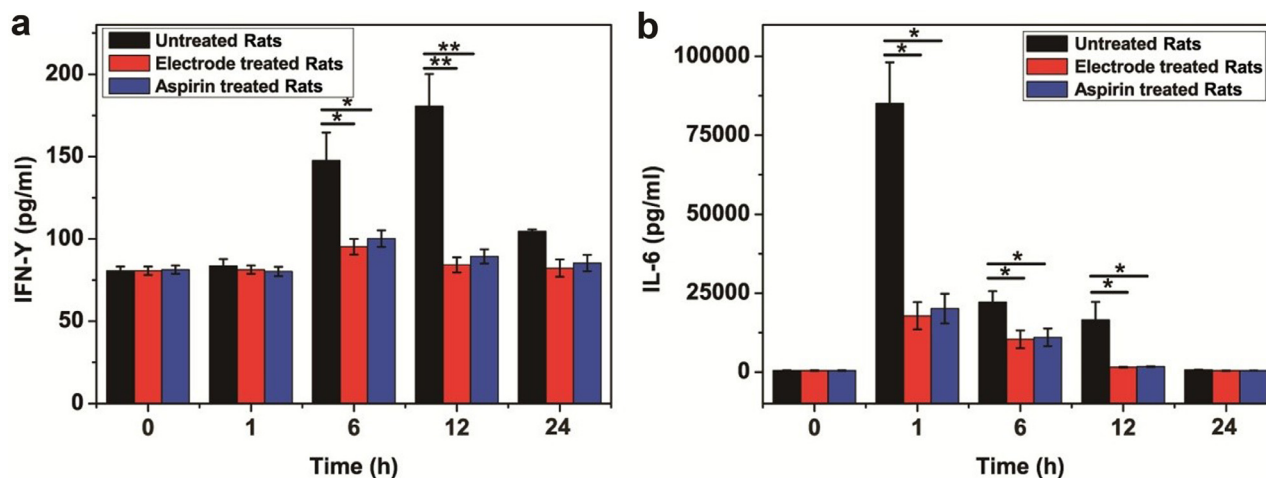 a
Untreated Rats
Electrode treated Rats
Aspirin treated Rats
200
150
100
50
0
IFN-Y (pg/ml)
*
*
**
**
0 1 6 12 24
Time (h)
b
Untreated Rats
Electrode treated Rats
Aspirin treated Rats
100000
75000
50000
25000
0
IL-6 (pg/ml)
*
*
*
*
*
*
0 1 6 12 24
Time (h)